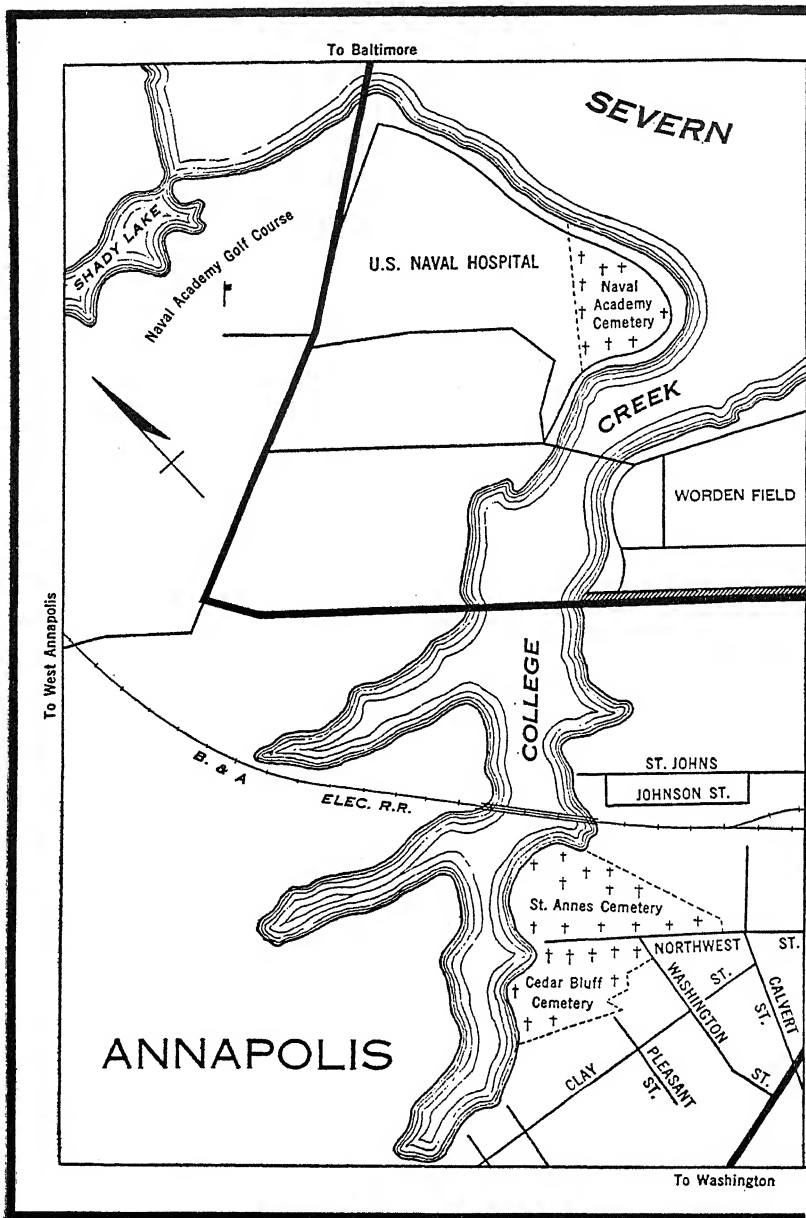 To Baltimore
SEVERN
SHADY LAKE
Naval Academy Golf Course
U.S. NAVAL HOSPITAL
Naval
Academy
Cemetery
CREEK
WORDEN FIELD
To West Annapolis
COLLEGE
B. & A
ELEC. R.R.
ST. JOHNS
JOHNSON ST.
St. Annes Cemetery
NORTHWEST ST.
Cedar Bluff
Cemetery
WASHINGTON ST.
CALVERT ST.
ANNAPOLIS
CLAY ST.
PLEASANT
ST.
To Washington